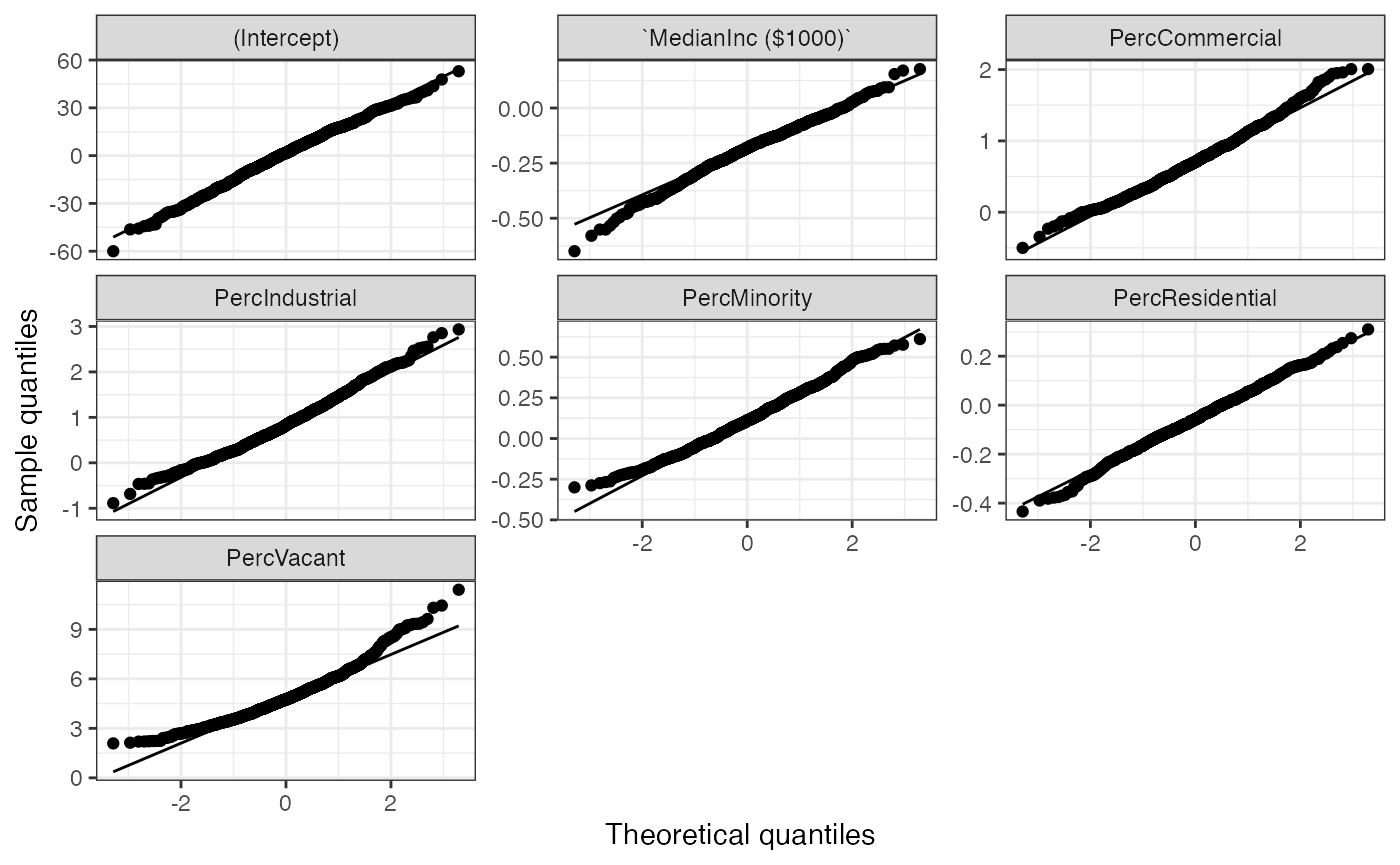 (Intercept)
`MedianInc ($1000)`
PercCommercial
60
30
0
-30
-60
0.00
-0.25
-0.50
2
1
0
PercIndustrial
PercMinority
PercResidential
3
2
1
0
-1
0.50
0.25
0.00
-0.25
-0.50
0.2
0.0
-0.2
-0.4
-2 0 2
-2 0 2
PercVacant
9
6
3
0
-2 0 2
Sample quantiles
Theoretical quantiles